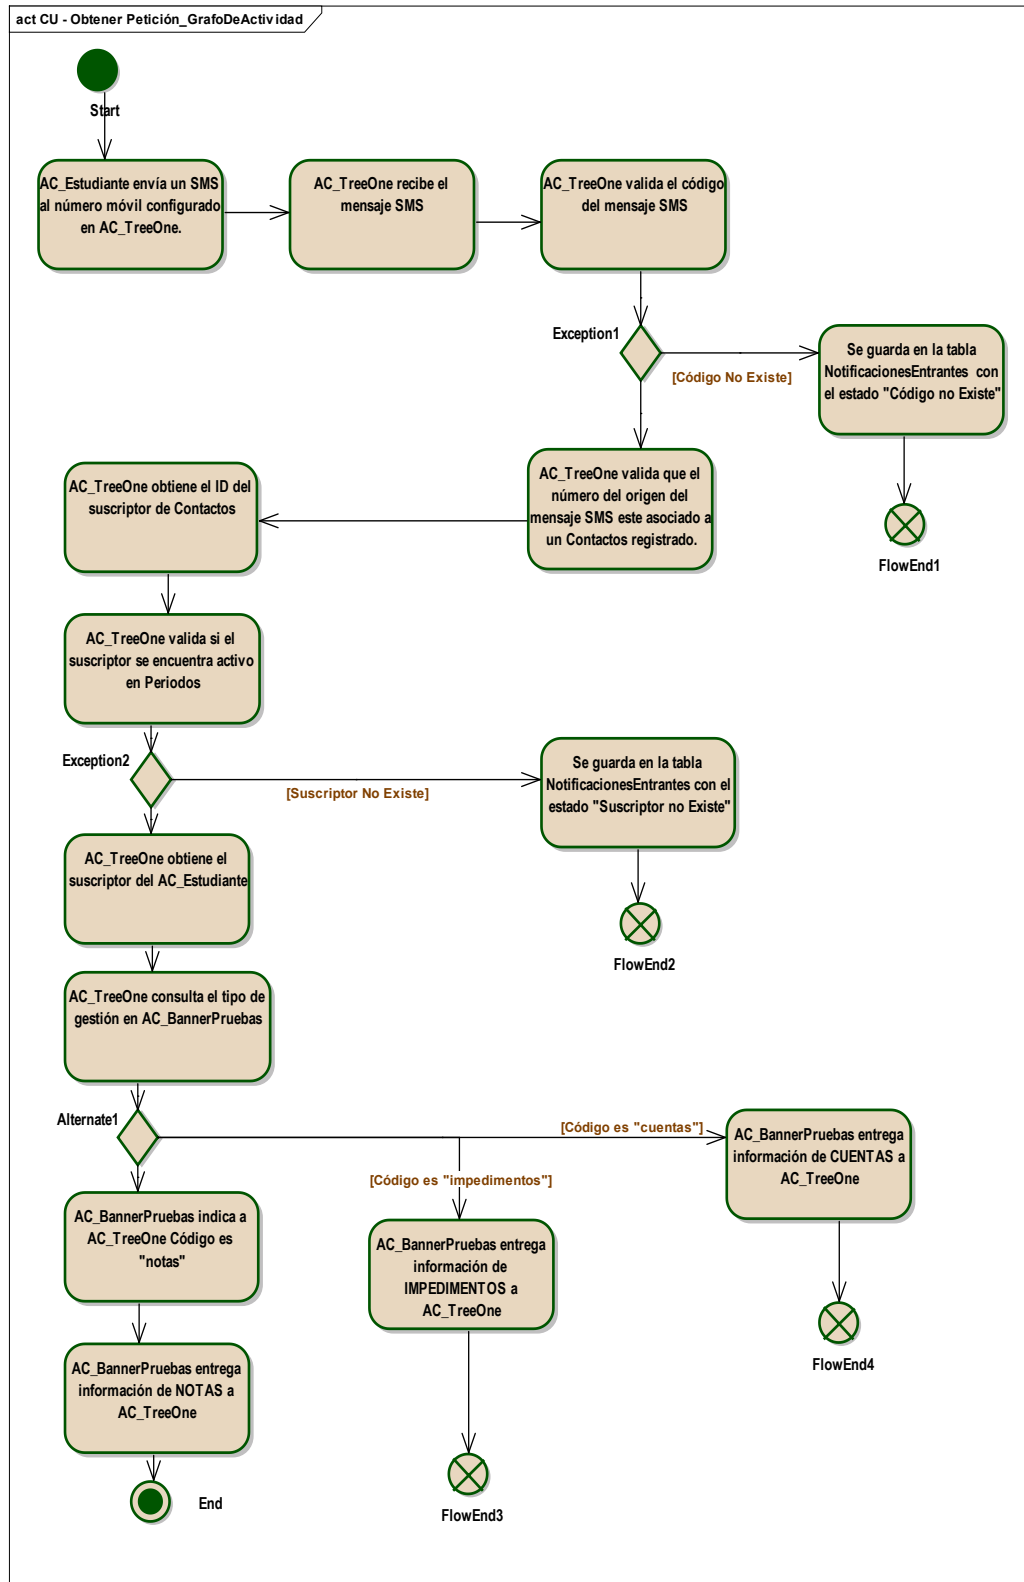 act CU - Obtener Petición_GrafoDeActividad
Start
AC_Estudiante envía un SMS
al número móvil configurado
en AC_TreeOne.
AC_TreeOne recibe el
mensaje SMS
AC_TreeOne valida el código
del mensaje SMS
Exception1
[Código No Existe]
Se guarda en la tabla
NotificacionesEntrantes con
el estado "Código no Existe"
FlowEnd1
AC_TreeOne valida que el
número del origen del
mensaje SMS este asociado a
un Contactos registrado.
AC_TreeOne obtiene el ID del
suscriptor de Contactos
AC_TreeOne valida si el
suscriptor se encuentra activo
en Periodos
Exception2
[Suscriptor No Existe]
Se guarda en la tabla
NotificacionesEntrantes con el
estado "Suscriptor no Existe"
FlowEnd2
AC_TreeOne obtiene el
suscriptor del AC_Estudiante
AC_TreeOne consulta el tipo de
gestión en AC_BannerPruebas
Alternate1
[Código es "cuentas"]
AC_BannerPruebas entrega
información de CUENTAS a
AC_TreeOne
FlowEnd4
[Código es "impedimentos"]
AC_BannerPruebas entrega
información de
IMPEDIMENTOS a
AC_TreeOne
FlowEnd3
AC_BannerPruebas indica a
AC_TreeOne Código es
"notas"
AC_BannerPruebas entrega
información de NOTAS a
AC_TreeOne
End